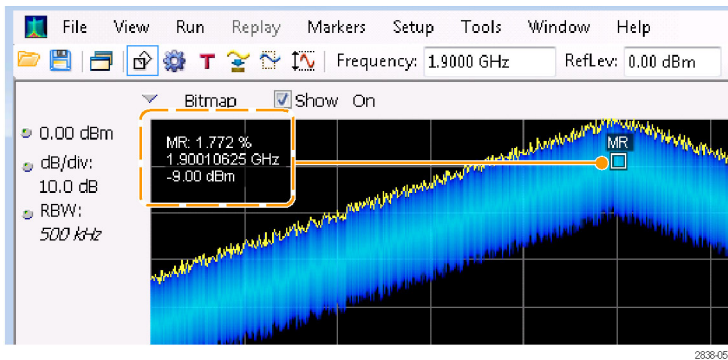 File View Run Replay Markers Setup Tools Window Help
T Frequency: 1.9000 GHz RefLev: 0.00 dBm
Bitmap Show On
0.00 dBm
dB/div:
10.0 dB
RBW:
500 kHz
MR: 1.772 %
1.90010625 GHz
-9.00 dBm
MR
2838-05